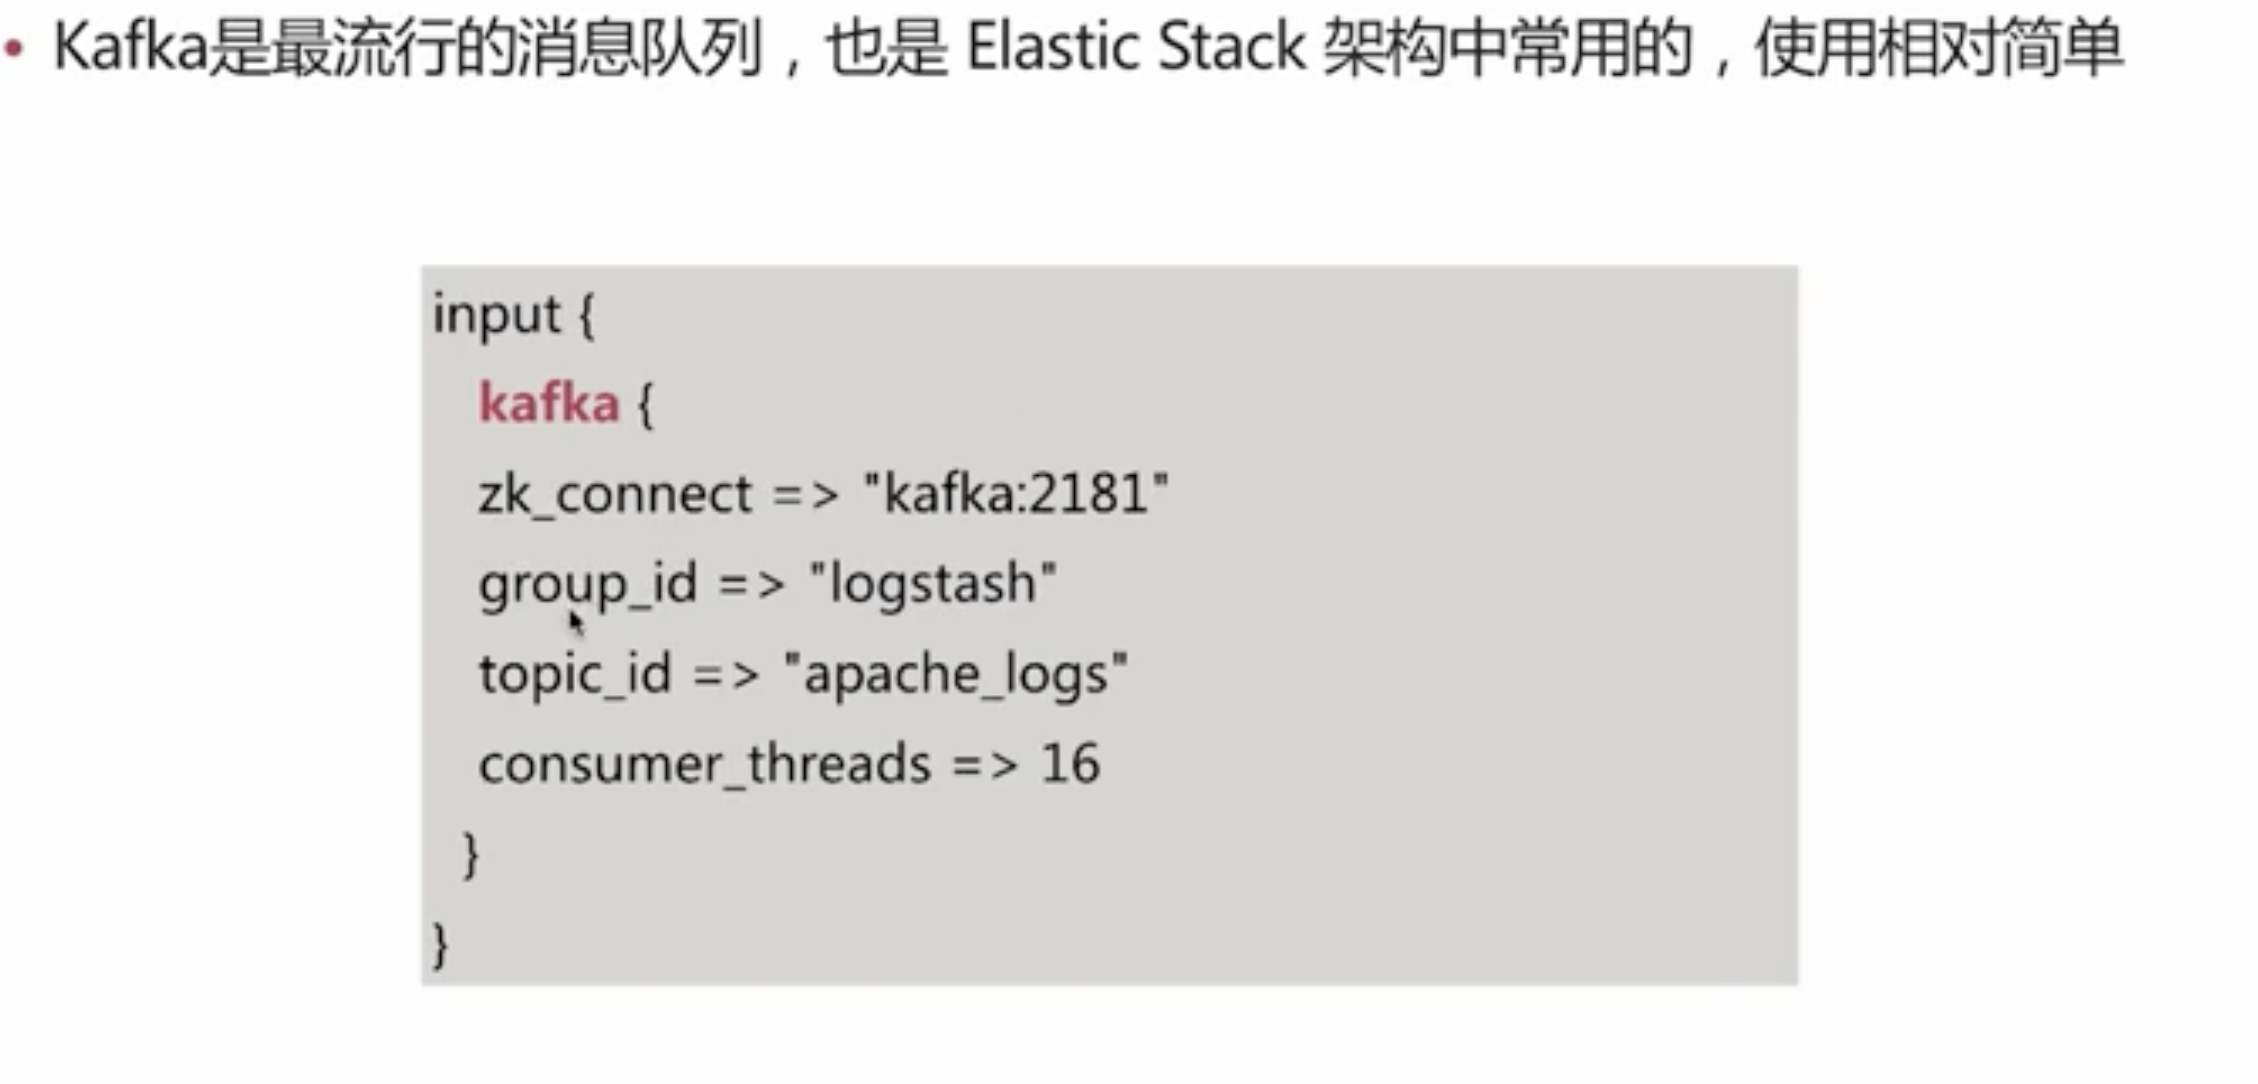 • Kafka是最流行的消息队列，也是 Elastic Stack 架构中常用的，使用相对简单
input {
kafka {
zk_connect => "kafka:2181"
group_id => "logstash"
topic_id => "apache_logs"
consumer_threads => 16
}
}